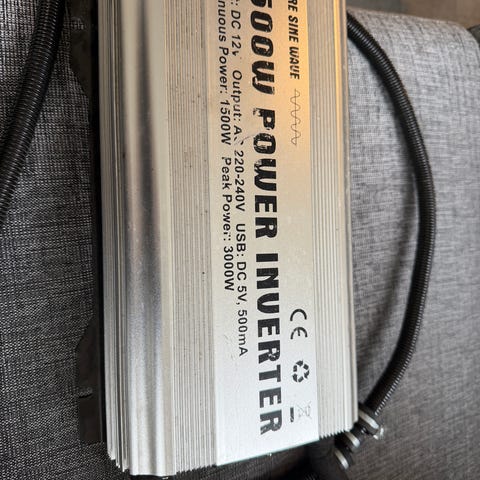 RE SINE WAVE
500W POWER INVERTER
: DC 12v Output: AC 220-240V USB: DC 5V, 500mA
nuous Power: 1500W Peak Power: 3000W
CE